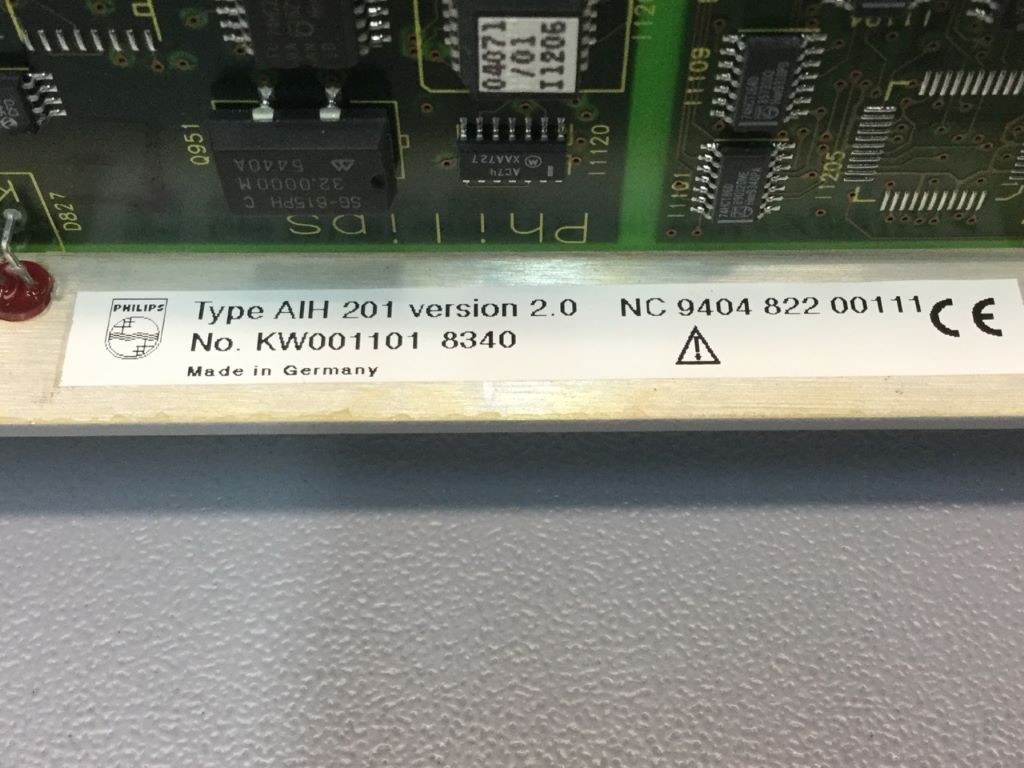 04071
/01
I1206
I1109
I1120
Q951
5440A
32.0000M
SG-615PH C
XAA727
AC74
I1101
I1205
D827
Philips
PHILIPS
Type AIH 201 version 2.0 NC 9404 822 00111 CE
No. KW001101 8340
Made in Germany